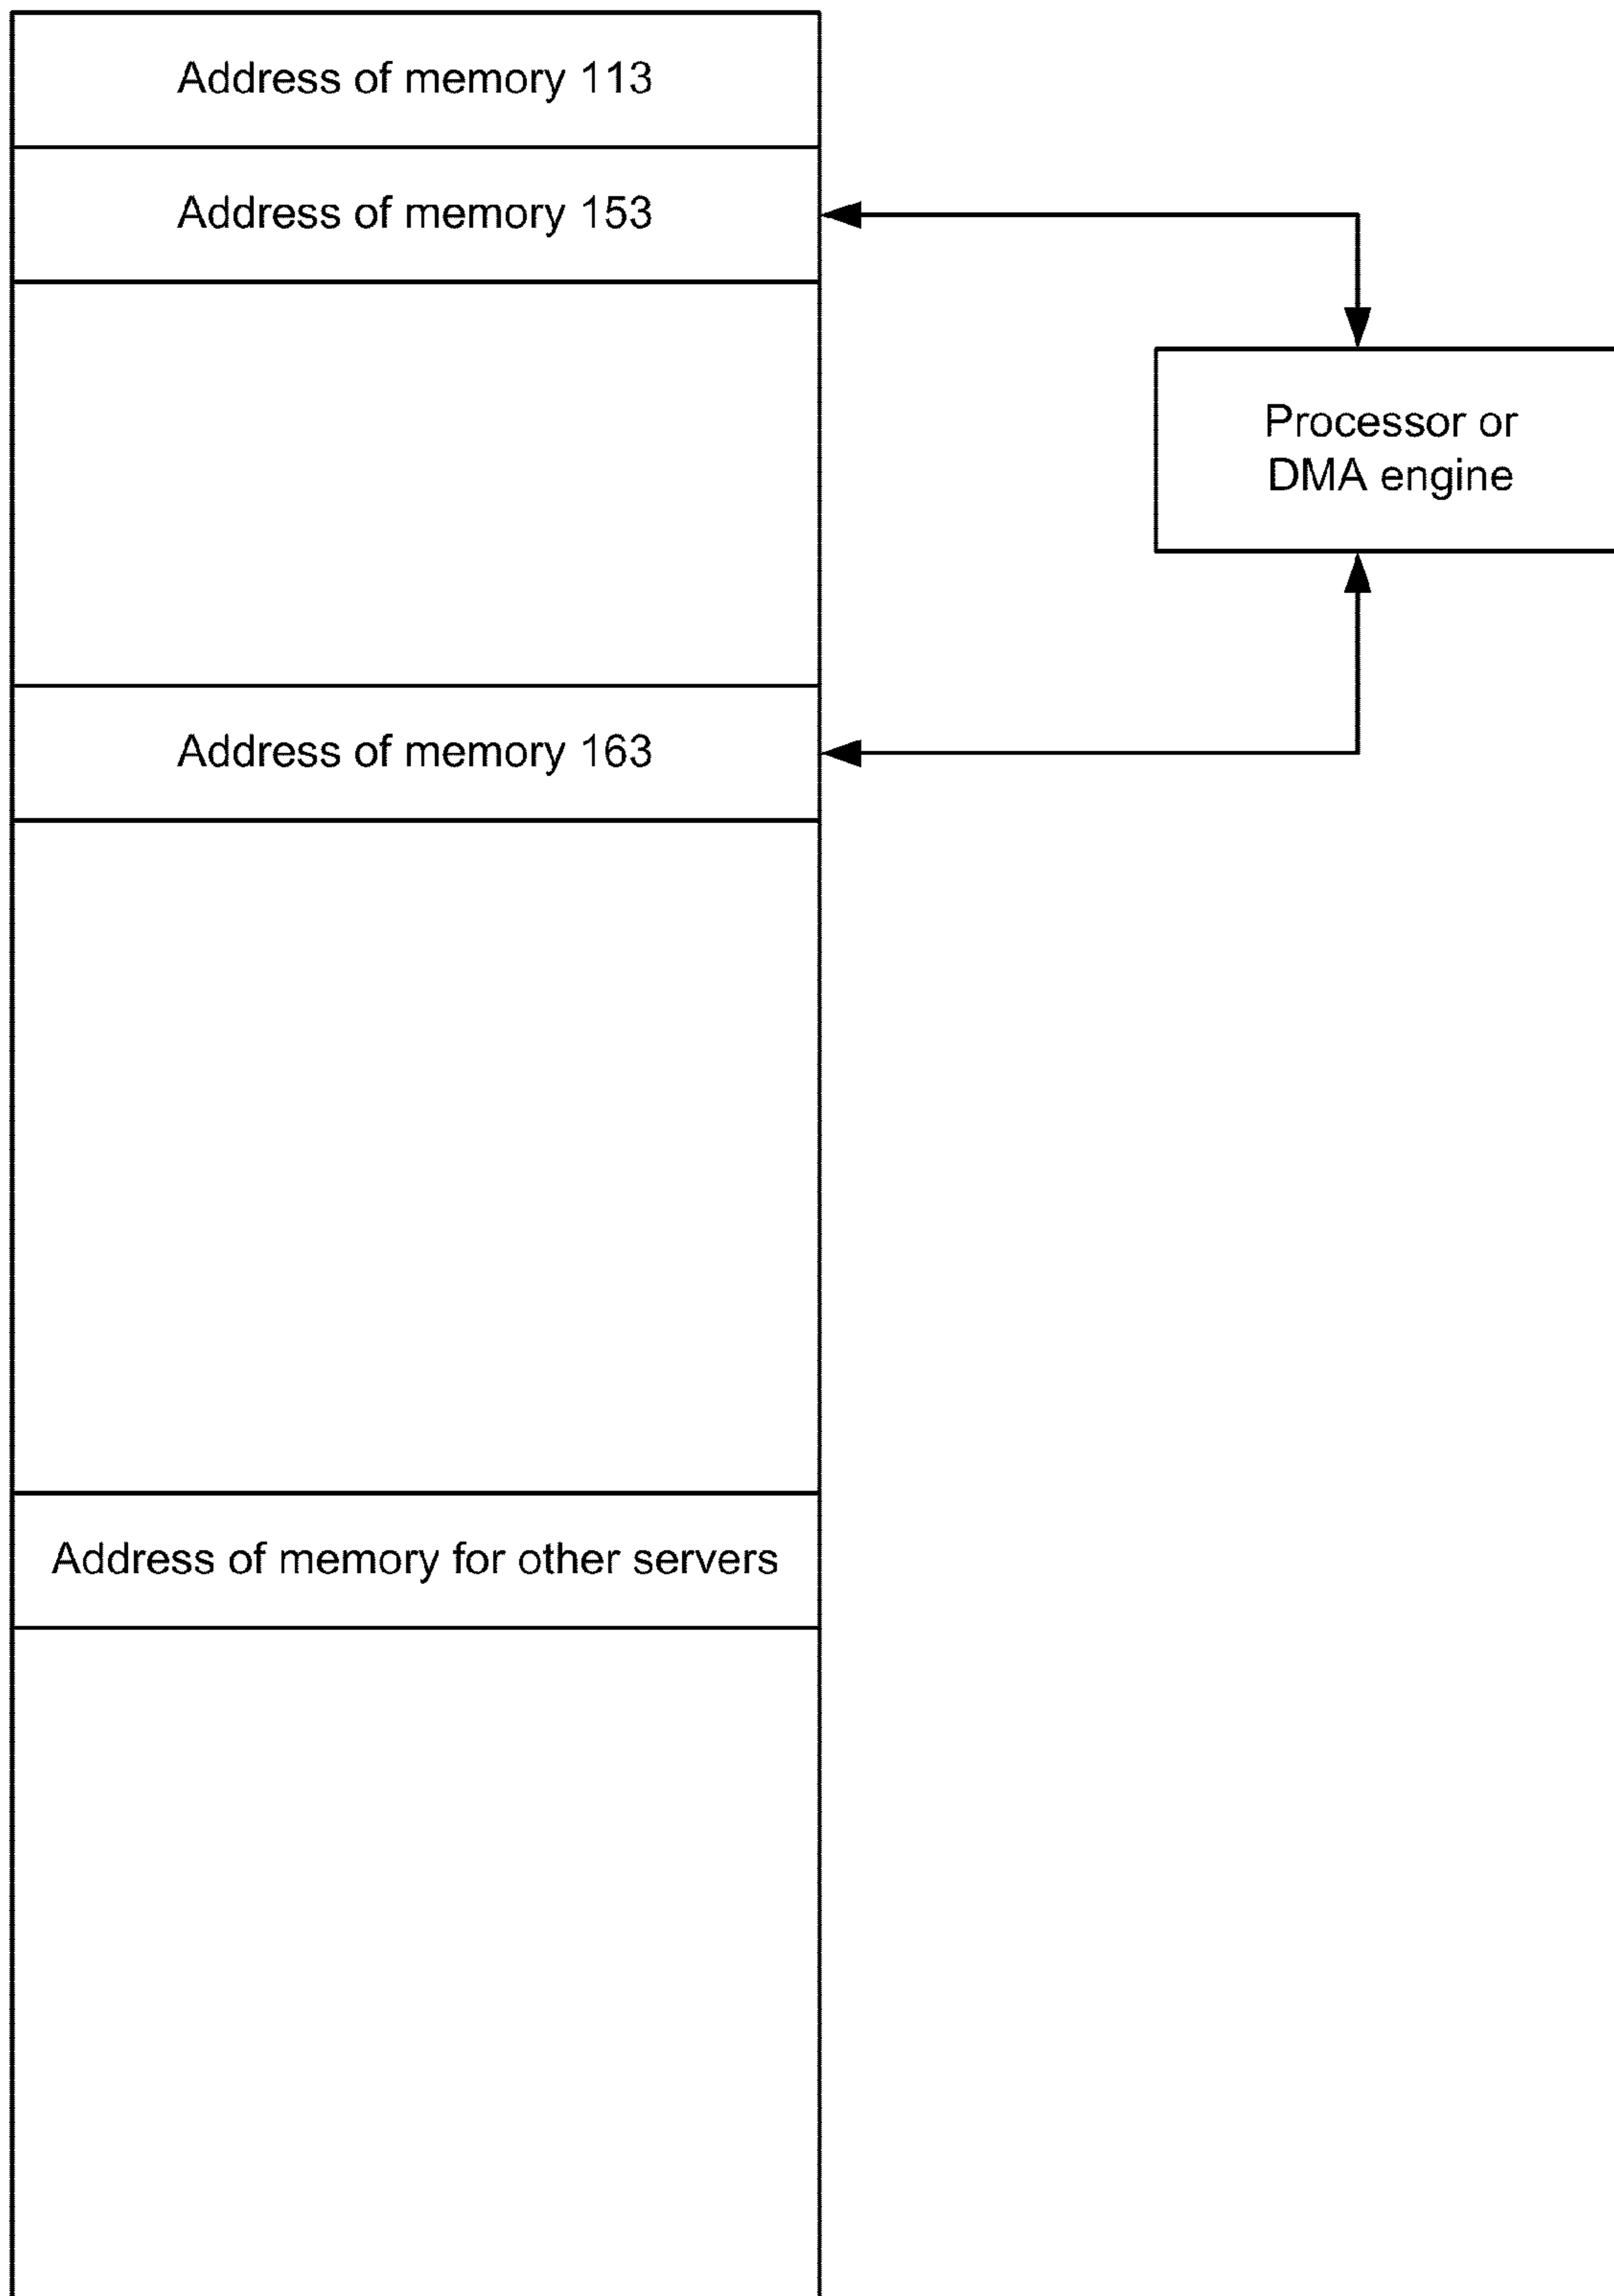 Address of memory 113
Address of memory 153
Processor or
DMA engine
Address of memory 163
Address of memory for other servers